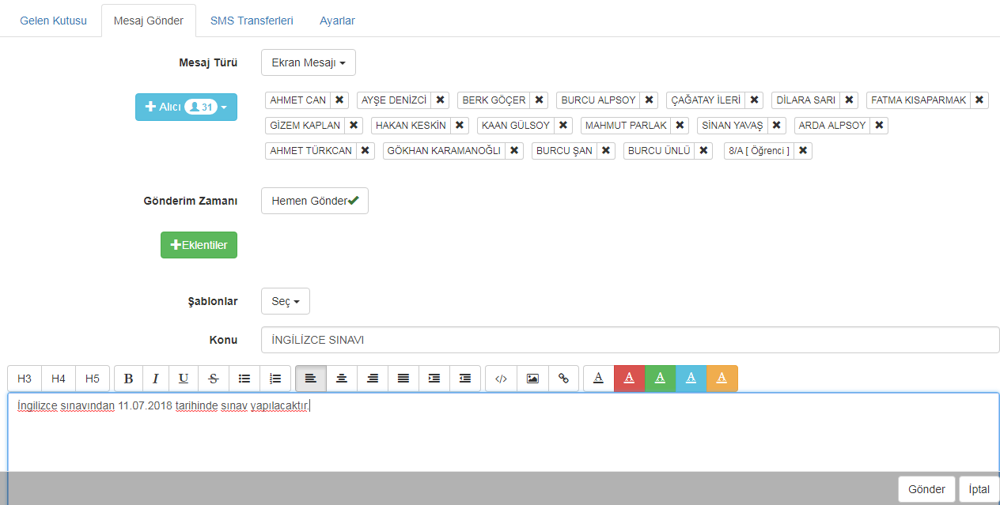 Gelen Kutusu Mesaj Gönder SMS Transferleri Ayarlar
Mesaj Türü Ekran Mesajı
Alıcı 31 AHMET CAN AYŞE DENİZCİ BERK GÖÇER BURCU ALPSOY ÇAĞATAY İLERİ DİLARA SARI FATMA KISAPARMAK
GİZEM KAPLAN HAKAN KESKİN KAAN GÜLSOY MAHMUT PARLAK SİNAN YAVAŞ ARDA ALPSOY
AHMET TÜRKCAN GÖKHAN KARAMANOĞLI BURCU ŞAN BURCU ÜNLÜ 8/A [ Öğrenci ]
Gönderim Zamanı Hemen Gönder
Eklentiler
Şablonlar Seç
Konu İNGİLİZCE SINAVI
H3 H4 H5 B I U S A A A A A
İngilizce sınavından 11.07.2018 tarihinde sınav yapılacaktır.
Gönder İptal